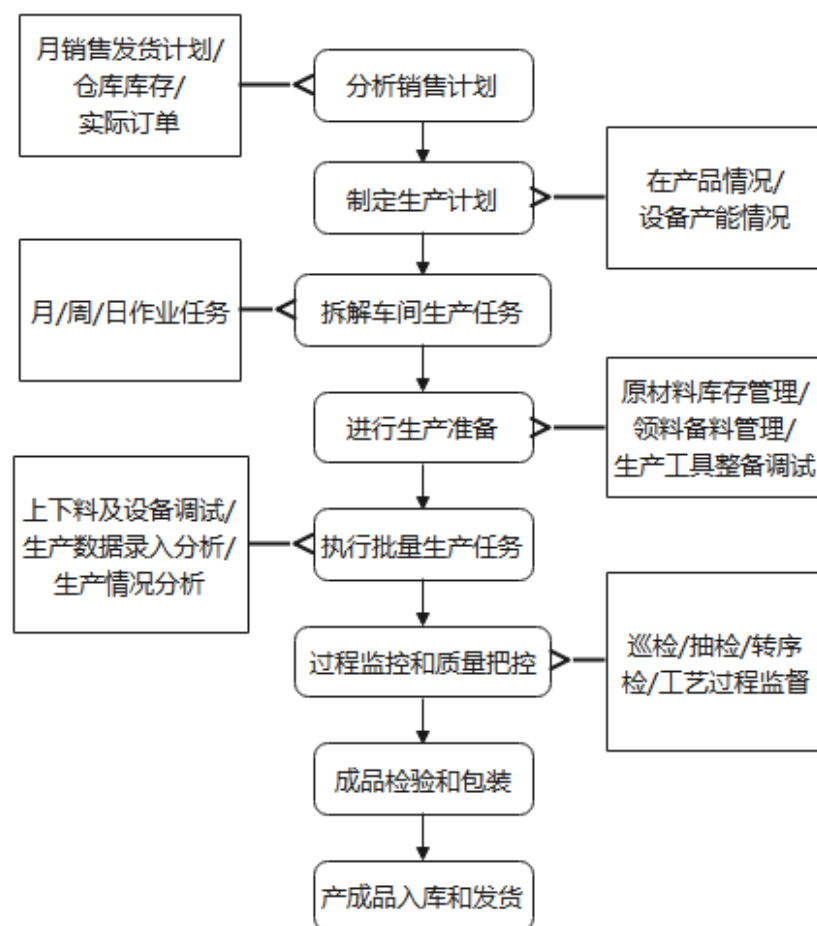 月销售发货计划/
仓库库存/
实际订单
分析销售计划
制定生产计划
在产品情况/
设备产能情况
月/周/日作业任务
拆解车间生产任务
进行生产准备
原材料库存管理/
领料备料管理/
生产工具整备调试
上下料及设备调试/
生产数据录入分析/
生产情况分析
执行批量生产任务
过程监控和质量把控
巡检/抽检/转序
检/工艺过程监督
成品检验和包装
产成品入库和发货